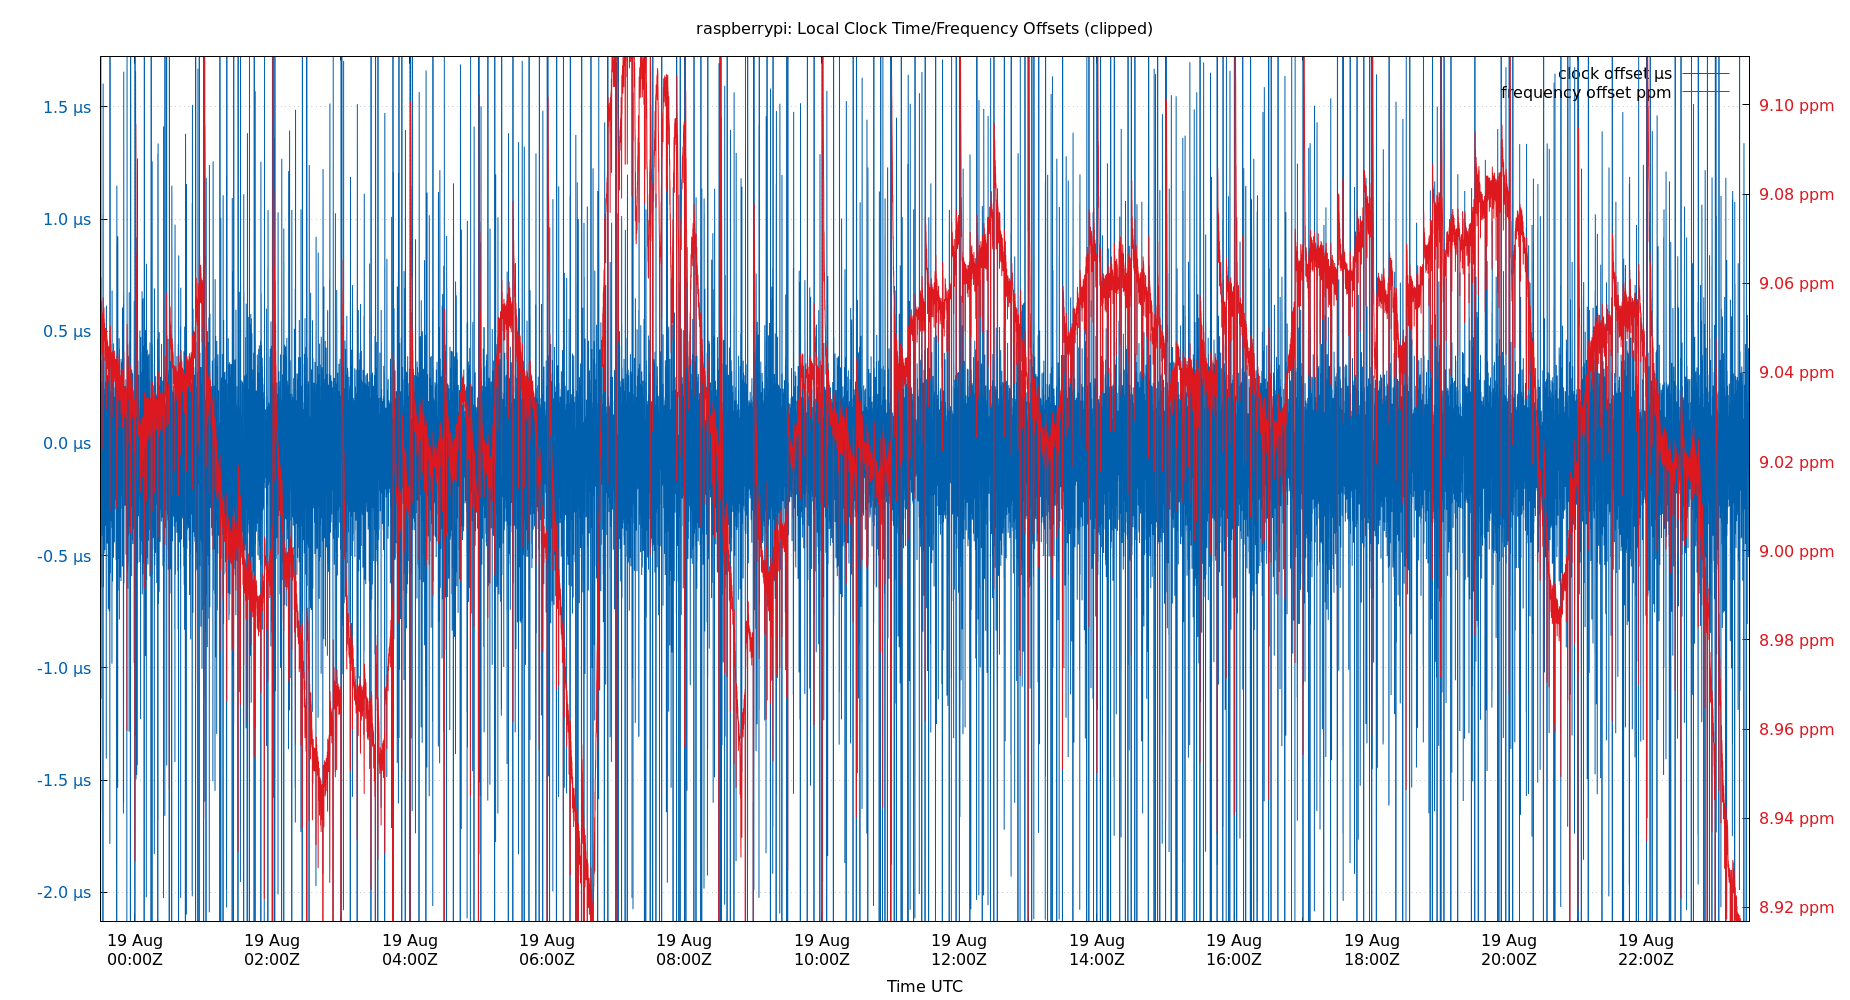 raspberrypi: Local Clock Time/Frequency Offsets (clipped)
clock offset µs
frequency offset ppm
1.5 µs
1.0 µs
0.5 µs
0.0 µs
-0.5 µs
-1.0 µs
-1.5 µs
-2.0 µs
9.10 ppm
9.08 ppm
9.06 ppm
9.04 ppm
9.02 ppm
9.00 ppm
8.98 ppm
8.96 ppm
8.94 ppm
8.92 ppm
19 Aug
00:00Z
19 Aug
02:00Z
19 Aug
04:00Z
19 Aug
06:00Z
19 Aug
08:00Z
19 Aug
10:00Z
19 Aug
12:00Z
19 Aug
14:00Z
19 Aug
16:00Z
19 Aug
18:00Z
19 Aug
20:00Z
19 Aug
22:00Z
Time UTC